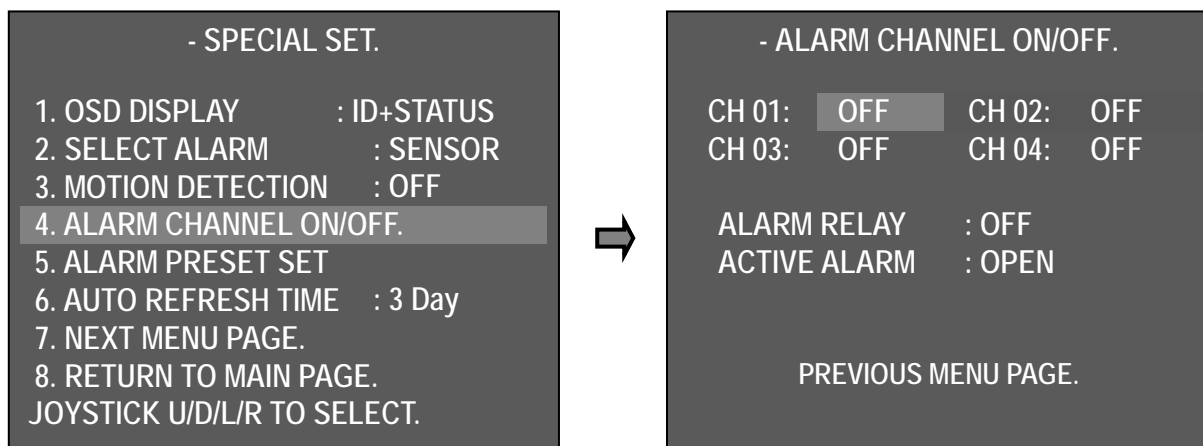 - SPECIAL SET.
1. OSD DISPLAY : ID+STATUS
2. SELECT ALARM : SENSOR
3. MOTION DETECTION : OFF
4. ALARM CHANNEL ON/OFF.
5. ALARM PRESET SET
6. AUTO REFRESH TIME : 3 Day
7. NEXT MENU PAGE.
8. RETURN TO MAIN PAGE.
JOYSTICK U/D/L/R TO SELECT.
- ALARM CHANNEL ON/OFF.
CH 01: OFF CH 02: OFF
CH 03: OFF CH 04: OFF
ALARM RELAY : OFF
ACTIVE ALARM : OPEN
PREVIOUS MENU PAGE.